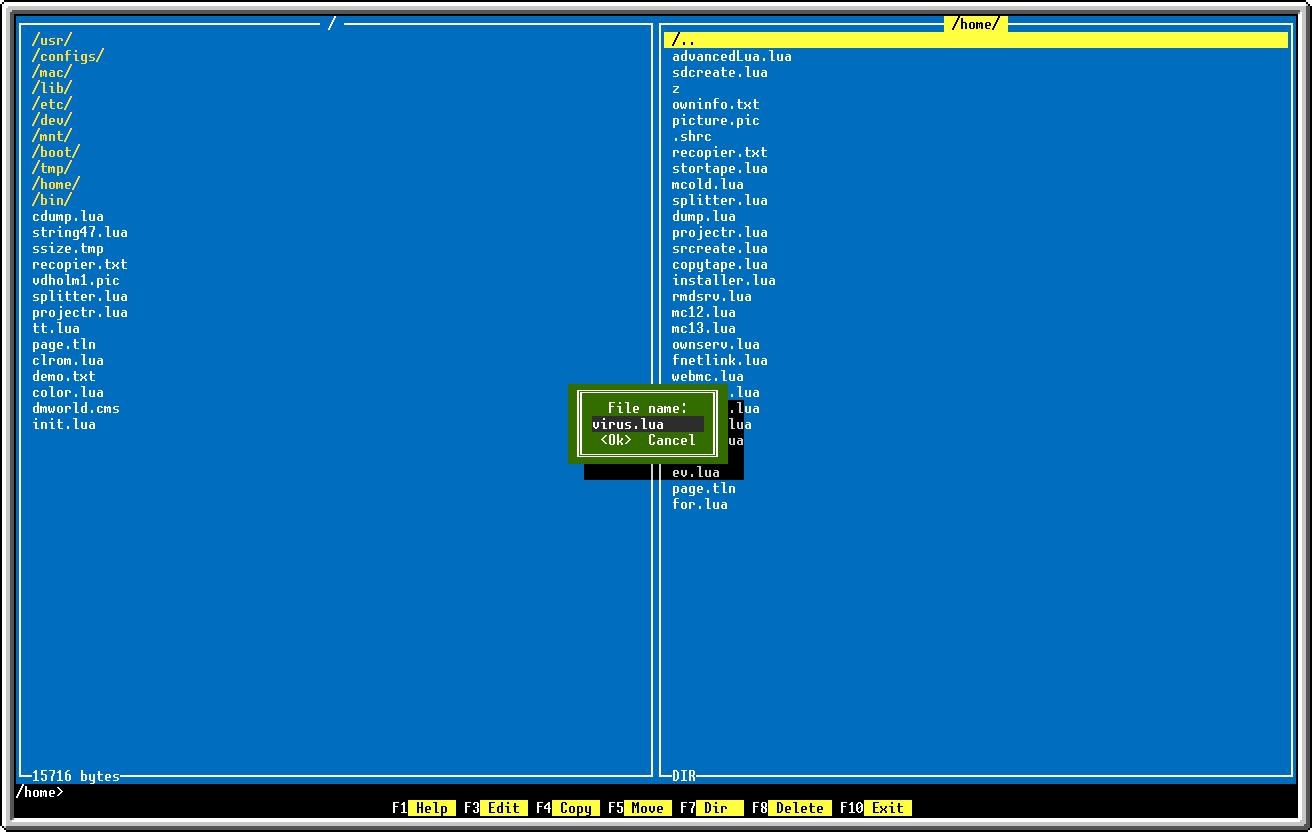 /
/usr/
/configs/
/mac/
/lib/
/etc/
/dev/
/mnt/
/boot/
/tmp/
/home/
/bin/
cdump.lua
string47.lua
ssize.tmp
recopier.txt
vdholm1.pic
splitter.lua
projectr.lua
tt.lua
page.tln
clrom.lua
demo.txt
color.lua
dmworld.cms
init.lua
15716 bytes
/home/
/..
advancedLua.lua
sdcreate.lua
z
owninfo.txt
picture.pic
.shrc
recopier.txt
stortape.lua
mcold.lua
splitter.lua
dump.lua
projectr.lua
srcreate.lua
copytape.lua
installer.lua
rmdsrv.lua
mc12.lua
mc13.lua
ownserv.lua
fnetlink.lua
webmc.lua
.lua
.lua
lua
ua
ev.lua
page.tln
for.lua
DIR
File name:
virus.lua
<Ok> Cancel
/home>
F1 Help F3 Edit F4 Copy F5 Move F7 Dir F8 Delete F10 Exit